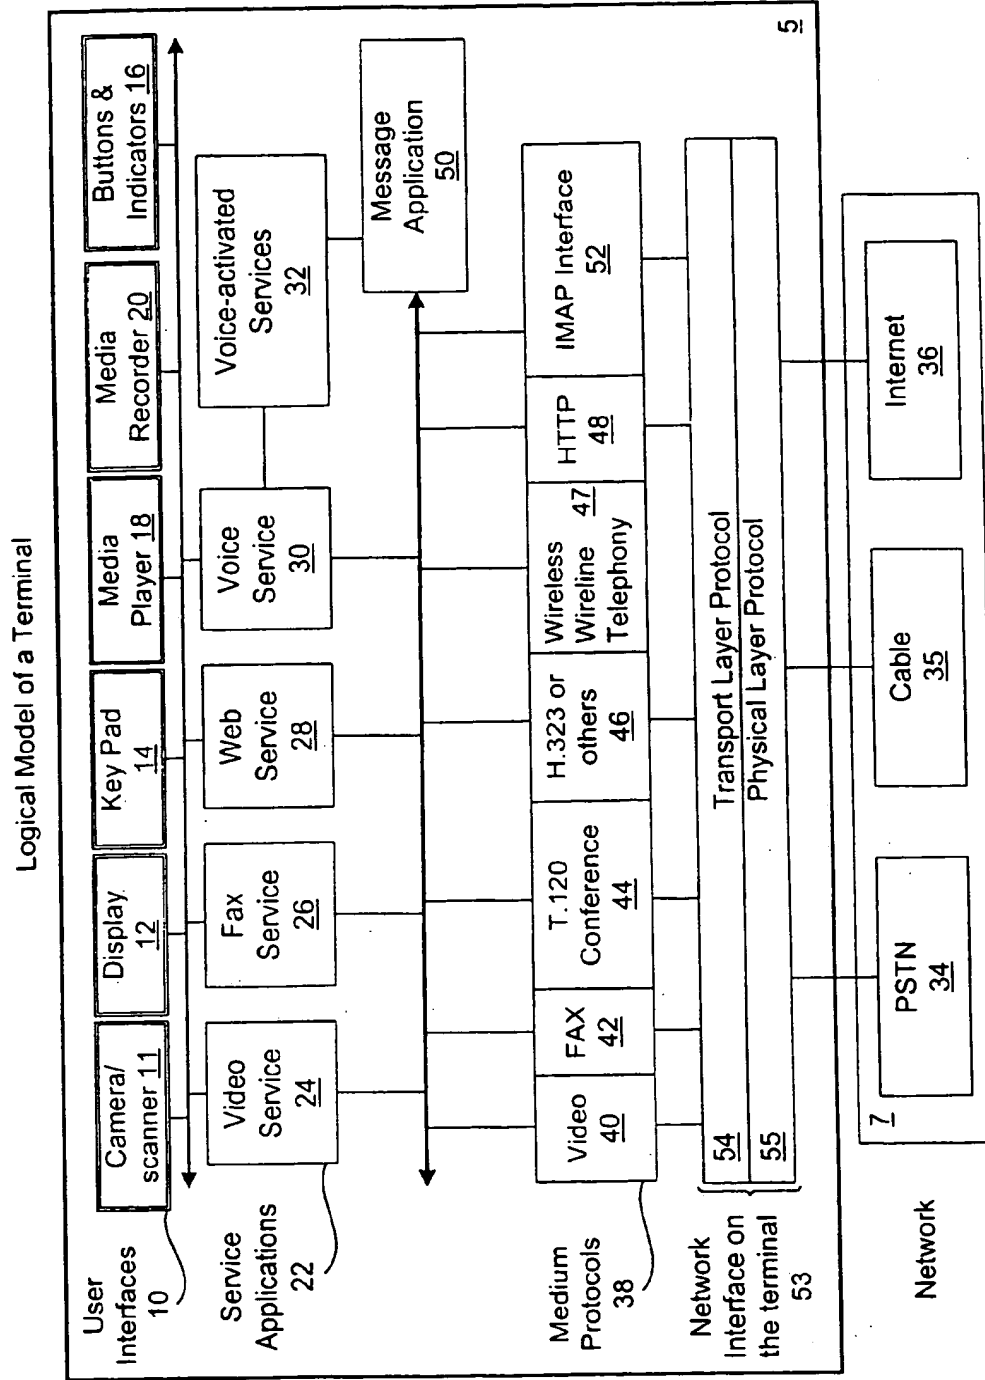 Logical Model of a Terminal
User
Interfaces
10
Camera/
scanner 11
Display
12
Key Pad
14
Media
Player 18
Media
Recorder 20
Buttons &
Indicators 16
Service
Applications
22
Video
Service
24
Fax
Service
26
Web
Service
28
Voice
Service
30
Voice-activated
Services
32
Message
Application
50
Medium
Protocols
38
Video
40
FAX
42
T.120
Conference
44
H.323 or
others
46
Wireless 47
Wireline
Telephony
HTTP
48
IMAP Interface
52
Network
Interface on
the terminal
53
54 Transport Layer Protocol
55 Physical Layer Protocol
5
Network
7
PSTN
34
Cable
35
Internet
36